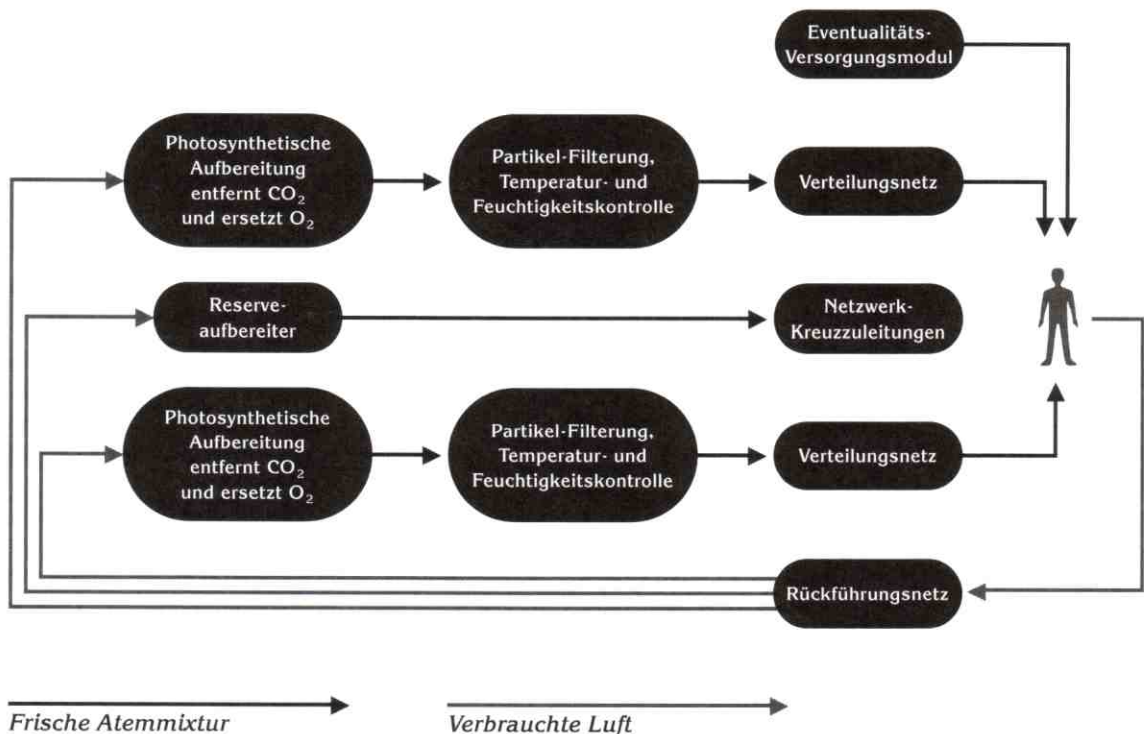 Eventualitäts-
Versorgungsmodul
Photosynthetische
Aufbereitung
entfernt CO₂
und ersetzt O₂
Partikel-Filterung,
Temperatur- und
Feuchtigkeitskontrolle
Verteilungsnetz
Reserve-
aufbereiter
Netzwerk-
Kreuzzuleitungen
Photosynthetische
Aufbereitung
entfernt CO₂
und ersetzt O₂
Partikel-Filterung,
Temperatur- und
Feuchtigkeitskontrolle
Verteilungsnetz
Rückführungsnetz
Frische Atemmixtur
Verbrauchte Luft